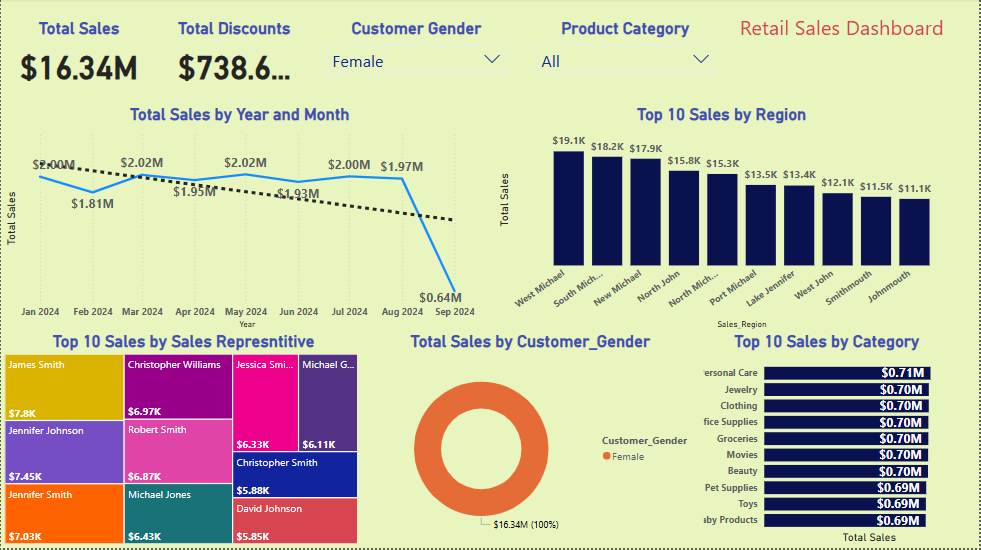 Total Sales
Total Discounts
Customer Gender
Product Category
Retail Sales Dashboard
$16.34M
$738.6...
Female
All
Total Sales by Year and Month
$2.00M
$1.81M
$2.02M
$1.95M
$2.02M
$1.93M
$2.00M
$1.97M
$0.64M
Total Sales
Jan 2024
Feb 2024
Mar 2024
Apr 2024
May 2024
Jun 2024
Jul 2024
Aug 2024
Sep 2024
Year
Top 10 Sales by Region
$19.1K
$18.2K
$17.9K
$15.8K
$15.3K
$13.5K
$13.4K
$12.1K
$11.5K
$11.1K
Total Sales
West Michael
South Mich...
New Michael
North John
North Mich...
Port Michael
Lake Jennifer
West John
Smithmouth
Johnmouth
Sales_Region
Top 10 Sales by Sales Represntitive
James Smith
$7.8K
Jennifer Johnson
$7.45K
Jennifer Smith
$7.03K
Christopher Williams
$6.97K
Robert Smith
$6.87K
Michael Jones
$6.43K
Jessica Smi...
$6.33K
Michael G...
$6.11K
Christopher Smith
$5.88K
David Johnson
$5.85K
Total Sales by Customer_Gender
Customer_Gender
Female
$16.34M (100%)
Top 10 Sales by Category
ersonal Care $0.71M
Jewelry $0.70M
Clothing $0.70M
fice Supplies $0.70M
Groceries $0.70M
Movies $0.70M
Beauty $0.70M
Pet Supplies $0.69M
Toys $0.69M
aby Products $0.69M
Total Sales